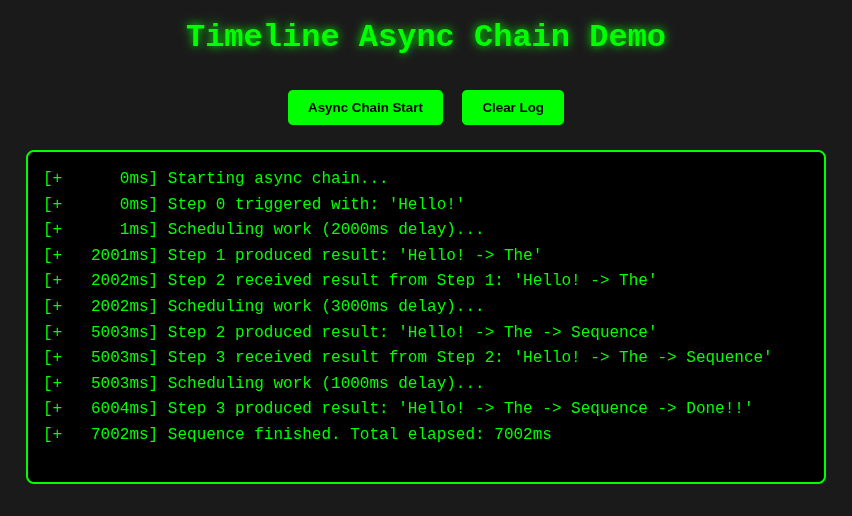 Timeline Async Chain Demo
Async Chain Start Clear Log
[+      0ms] Starting async chain...
[+      0ms] Step 0 triggered with: 'Hello!'
[+      1ms] Scheduling work (2000ms delay)...
[+   2001ms] Step 1 produced result: 'Hello! -> The'
[+   2002ms] Step 2 received result from Step 1: 'Hello! -> The'
[+   2002ms] Scheduling work (3000ms delay)...
[+   5003ms] Step 2 produced result: 'Hello! -> The -> Sequence'
[+   5003ms] Step 3 received result from Step 2: 'Hello! -> The -> Sequence'
[+   5003ms] Scheduling work (1000ms delay)...
[+   6004ms] Step 3 produced result: 'Hello! -> The -> Sequence -> Done!!'
[+   7002ms] Sequence finished. Total elapsed: 7002ms